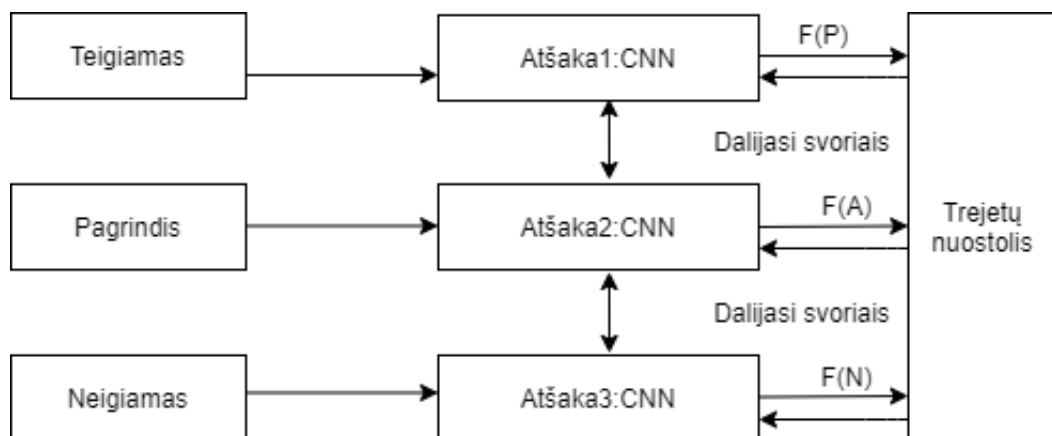 Teigiamas
Atšaka1:CNN
F(P)
Dalijasi svoriais
Pagrindis
Atšaka2:CNN
F(A)
Trejetų
nuostolis
Dalijasi svoriais
Neigiamas
Atšaka3:CNN
F(N)